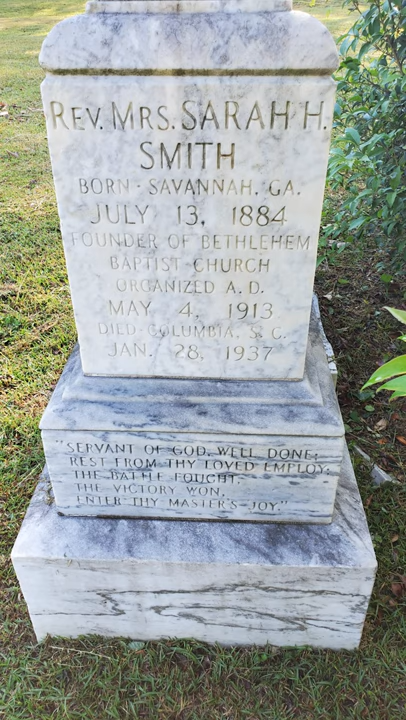 REV. MRS. SARAH H.
SMITH
BORN - SAVANNAH, GA.
JULY 13, 1884
FOUNDER OF BETHLEHEM
BAPTIST CHURCH
ORGANIZED A. D.
MAY 4, 1913
DIED COLUMBIA, S. C.
JAN. 28, 1937
"SERVANT OF GOD, WELL DONE;
REST FROM THY LOVED EMPLOY;
THE BATTLE FOUGHT,
THE VICTORY WON,
ENTER THY MASTER'S JOY."